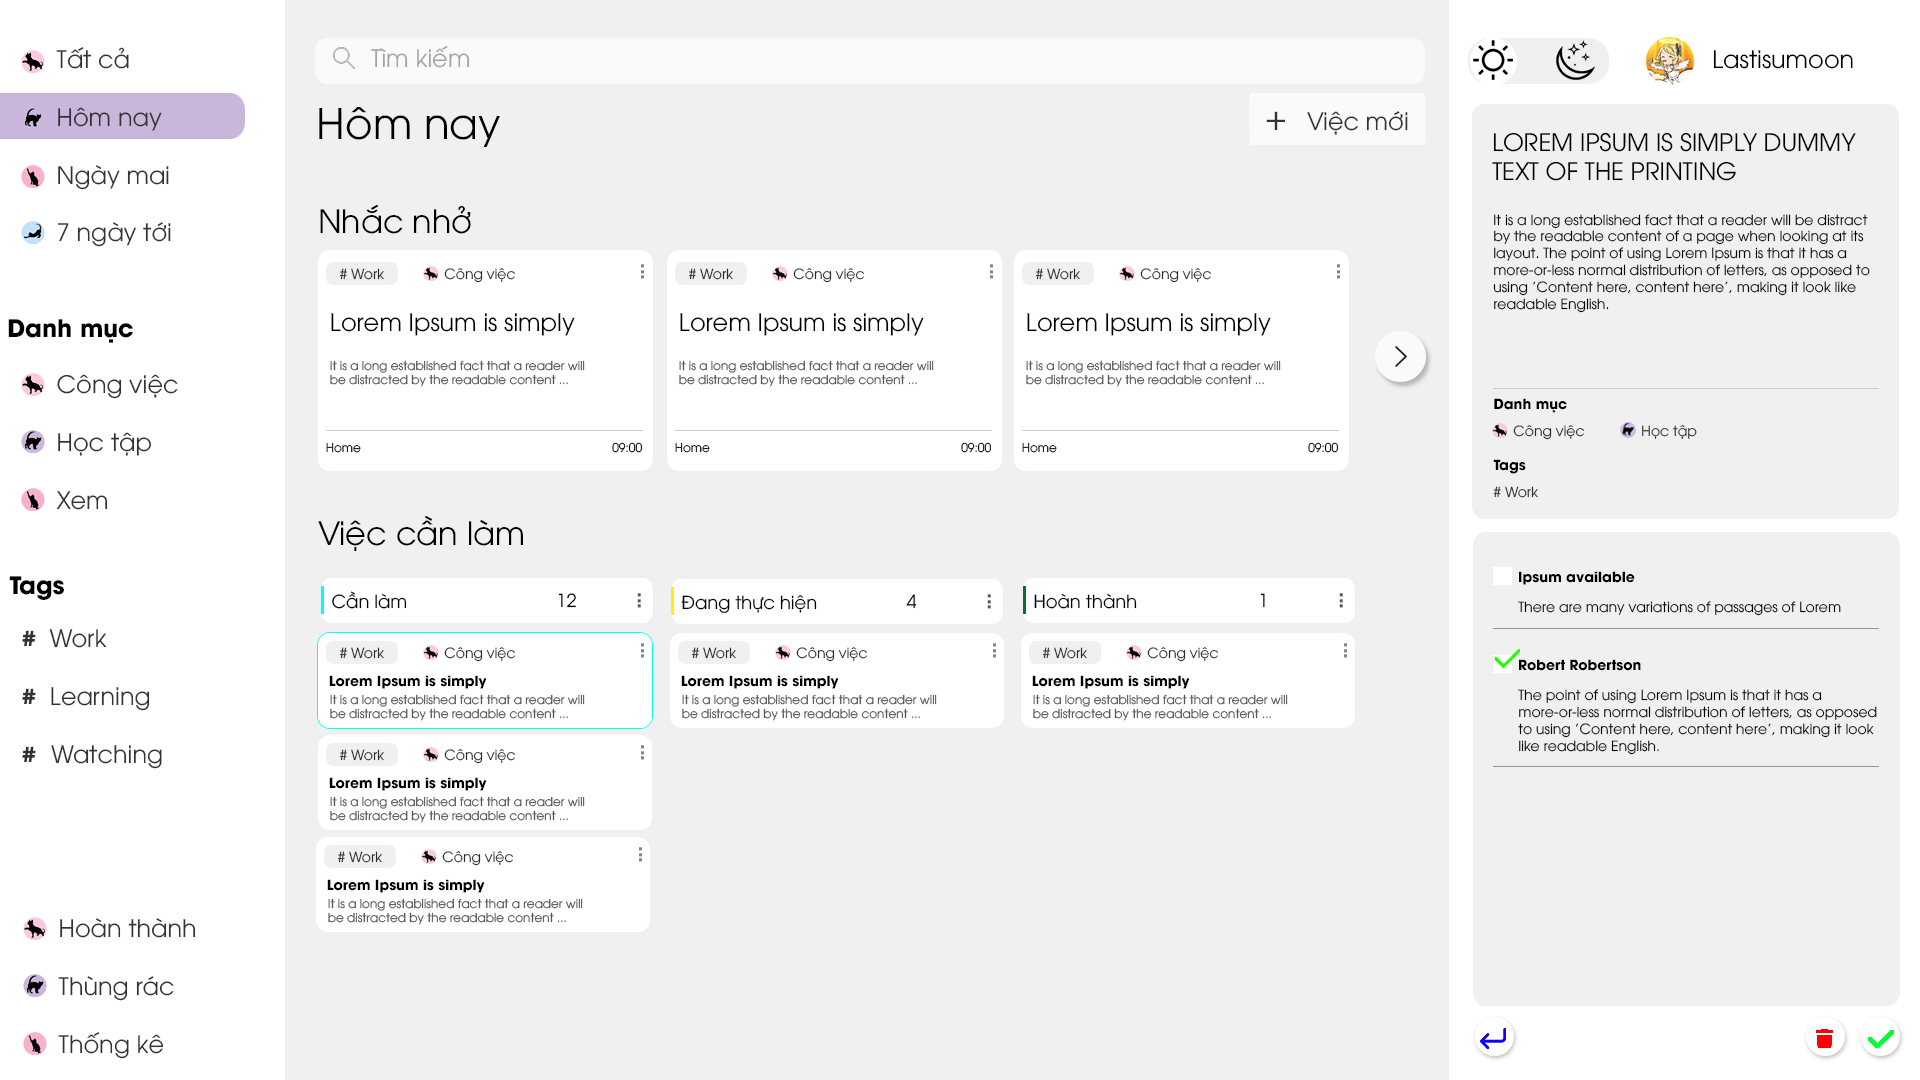 Tất cả
Hôm nay
Ngày mai
7 ngày tới
Danh mục
Công việc
Học tập
Xem
Tags
# Work
# Learning
# Watching
Hoàn thành
Thùng rác
Thống kê
Tìm kiếm
Hôm nay
+ Việc mới
Nhắc nhở
# Work Công việc
Lorem Ipsum is simply
It is a long established fact that a reader will
be distracted by the readable content ...
Home 09:00
# Work Công việc
Lorem Ipsum is simply
It is a long established fact that a reader will
be distracted by the readable content ...
Home 09:00
# Work Công việc
Lorem Ipsum is simply
It is a long established fact that a reader will
be distracted by the readable content ...
Home 09:00
Việc cần làm
Cần làm 12
# Work Công việc
Lorem Ipsum is simply
It is a long established fact that a reader will
be distracted by the readable content ...
# Work Công việc
Lorem Ipsum is simply
It is a long established fact that a reader will
be distracted by the readable content ...
# Work Công việc
Lorem Ipsum is simply
It is a long established fact that a reader will
be distracted by the readable content ...
Đang thực hiện 4
# Work Công việc
Lorem Ipsum is simply
It is a long established fact that a reader will
be distracted by the readable content ...
Hoàn thành 1
# Work Công việc
Lorem Ipsum is simply
It is a long established fact that a reader will
be distracted by the readable content ...
Lastisumoon
LOREM IPSUM IS SIMPLY DUMMY
TEXT OF THE PRINTING
It is a long established fact that a reader will be distract
by the readable content of a page when looking at its
layout. The point of using Lorem Ipsum is that it has a
more-or-less normal distribution of letters, as opposed to
using 'Content here, content here', making it look like
readable English.
Danh mục
Công việc Học tập
Tags
# Work
Ipsum available
There are many variations of passages of Lorem
Robert Robertson
The point of using Lorem Ipsum is that it has a
more-or-less normal distribution of letters, as opposed
to using 'Content here, content here', making it look
like readable English.